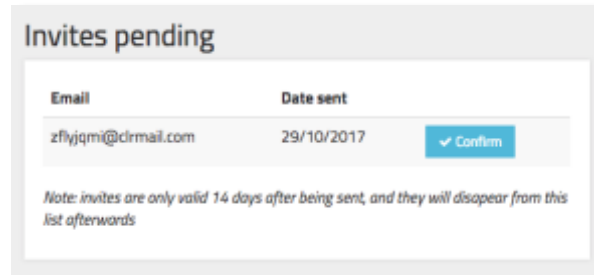 Invites pending
Email Date sent
zflyjqmi@clrmail.com 29/10/2017 Confirm
Note: invites are only valid 14 days after being sent, and they will disapear from this
list afterwards